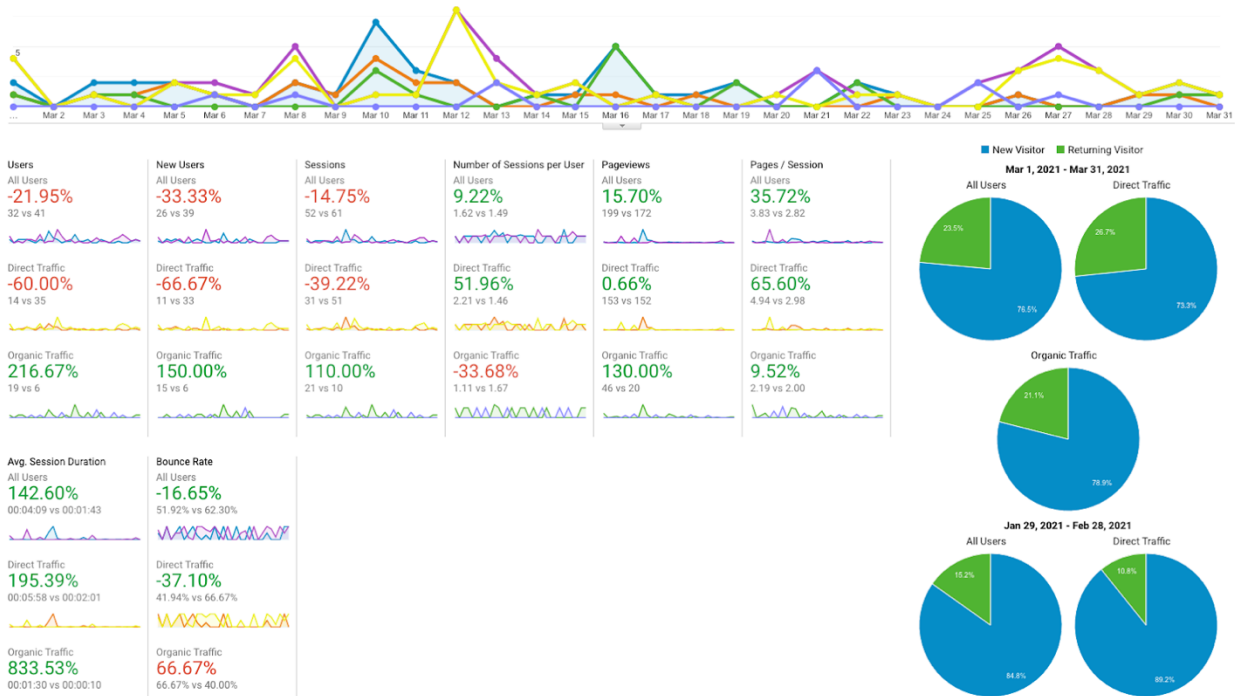 5
...
Mar 2
Mar 3
Mar 4
Mar 5
Mar 6
Mar 7
Mar 8
Mar 9
Mar 10
Mar 11
Mar 12
Mar 13
Mar 14
Mar 15
Mar 16
Mar 17
Mar 18
Mar 19
Mar 20
Mar 21
Mar 22
Mar 23
Mar 24
Mar 25
Mar 26
Mar 27
Mar 28
Mar 29
Mar 30
Mar 31
Users
All Users
-21.95%
32 vs 41
Direct Traffic
-60.00%
14 vs 35
Organic Traffic
216.67%
19 vs 6
New Users
All Users
-33.33%
26 vs 39
Direct Traffic
-66.67%
11 vs 33
Organic Traffic
150.00%
15 vs 6
Sessions
All Users
-14.75%
52 vs 61
Direct Traffic
-39.22%
31 vs 51
Organic Traffic
110.00%
21 vs 10
Number of Sessions per User
All Users
9.22%
1.62 vs 1.49
Direct Traffic
51.96%
2.21 vs 1.46
Organic Traffic
-33.68%
1.11 vs 1.67
Pageviews
All Users
15.70%
199 vs 172
Direct Traffic
0.66%
153 vs 152
Organic Traffic
130.00%
46 vs 20
Pages / Session
All Users
35.72%
3.83 vs 2.82
Direct Traffic
65.60%
4.94 vs 2.98
Organic Traffic
9.52%
2.19 vs 2.00
Avg. Session Duration
All Users
142.60%
00:04:09 vs 00:01:43
Direct Traffic
195.39%
00:05:58 vs 00:02:01
Organic Traffic
833.53%
00:01:30 vs 00:00:10
Bounce Rate
All Users
-16.65%
51.92% vs 62.30%
Direct Traffic
-37.10%
41.94% vs 66.67%
Organic Traffic
66.67%
66.67% vs 40.00%
New Visitor
Returning Visitor
Mar 1, 2021 - Mar 31, 2021
All Users
23.5%
76.5%
Direct Traffic
26.7%
73.3%
Organic Traffic
21.1%
78.9%
Jan 29, 2021 - Feb 28, 2021
All Users
15.2%
84.8%
Direct Traffic
10.8%
89.2%